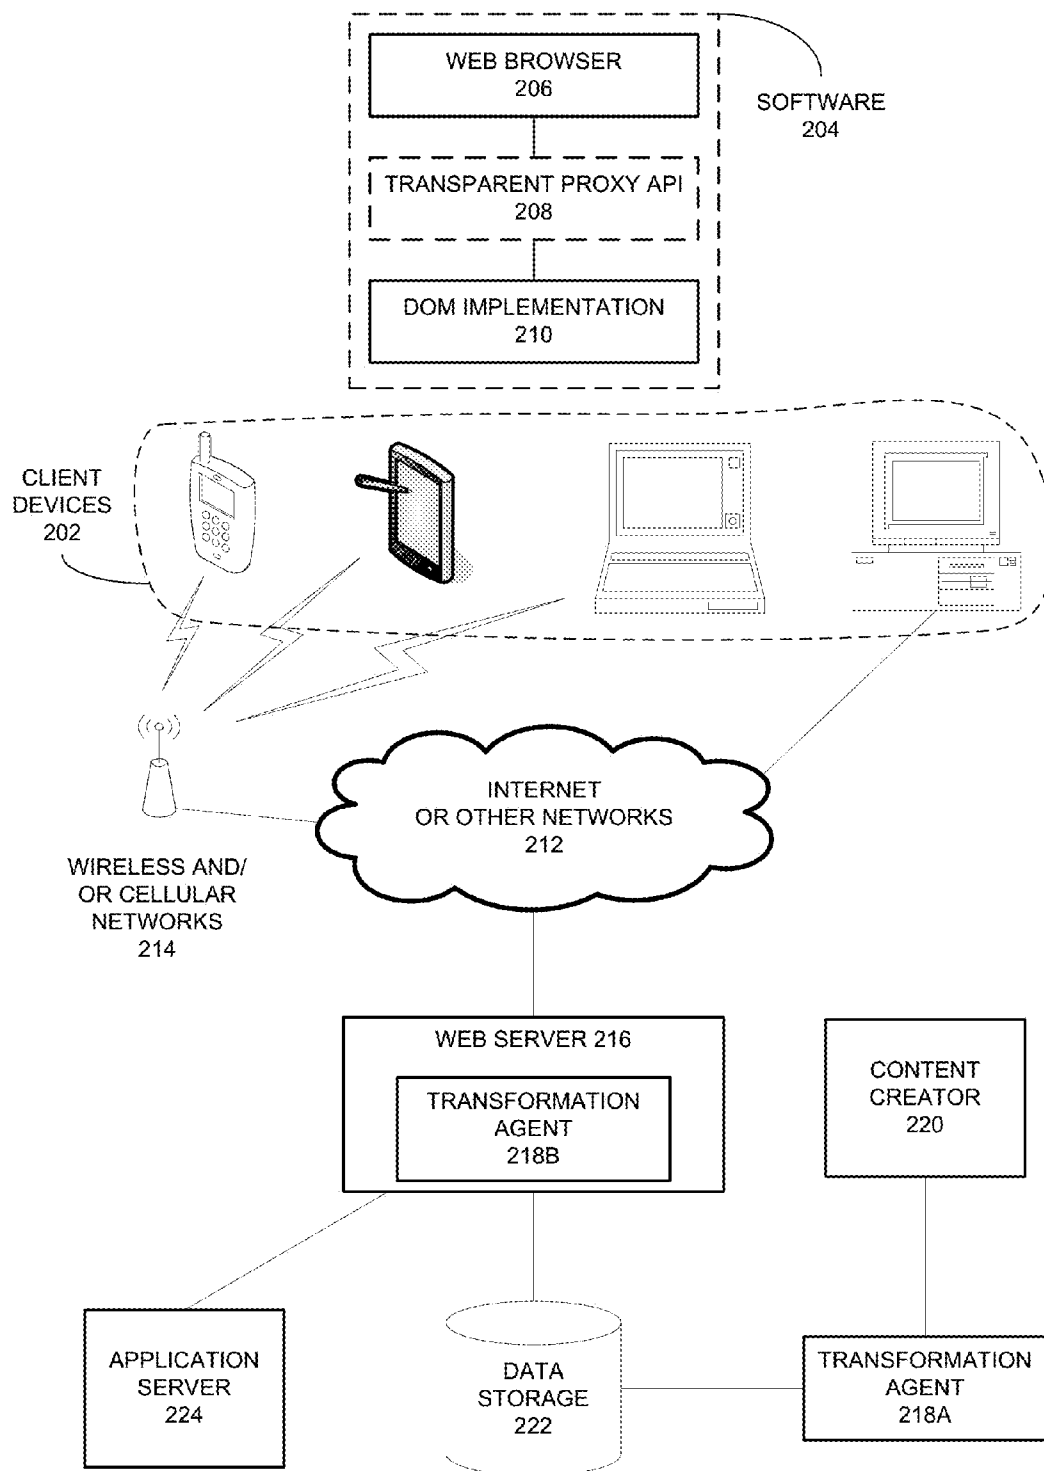 WEB BROWSER
206
SOFTWARE
204
TRANSPARENT PROXY API
208
DOM IMPLEMENTATION
210
CLIENT
DEVICES
202
INTERNET
OR OTHER NETWORKS
212
WIRELESS AND/
OR CELLULAR
NETWORKS
214
WEB SERVER 216
TRANSFORMATION
AGENT
218B
CONTENT
CREATOR
220
APPLICATION
SERVER
224
DATA
STORAGE
222
TRANSFORMATION
AGENT
218A